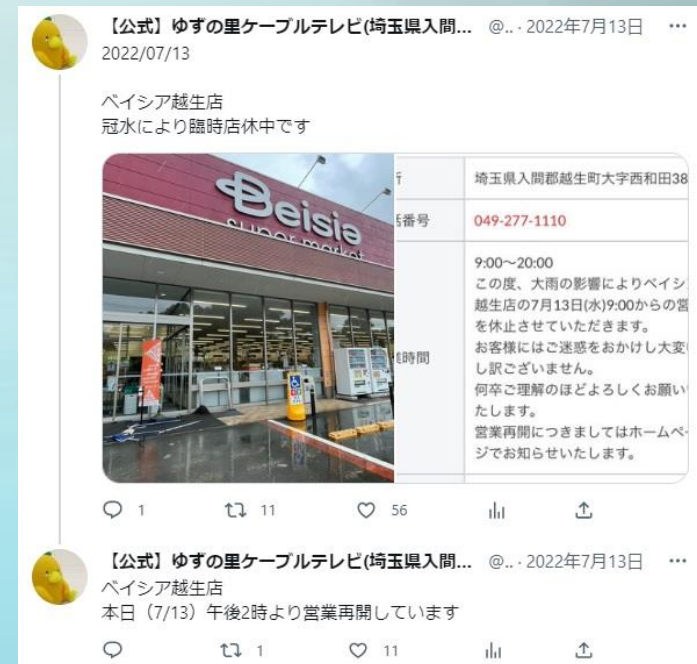 【公式】ゆずの里ケーブルテレビ(埼玉県入間... @.. · 2022年7月13日 ...
2022/07/13
ベイシア越生店
冠水により臨時店休中です
Beisia
super market
所 埼玉県入間郡越生町大字西和田38
話番号 049-277-1110
9:00〜20:00
この度、大雨の影響によりベイシ
越生店の7月13日(水)9:00からの営
を休止させていただきます。
お客様にはご迷惑をおかけし大変
業時間
し訳ございません。
何卒ご理解のほどよろしくお願い
たします。
営業再開につきましてはホームペー
ジでお知らせいたします。
1 11 56
【公式】ゆずの里ケーブルテレビ(埼玉県入間... @.. · 2022年7月13日 ...
ベイシア越生店
本日（7/13）午後2時より営業再開しています
1 11